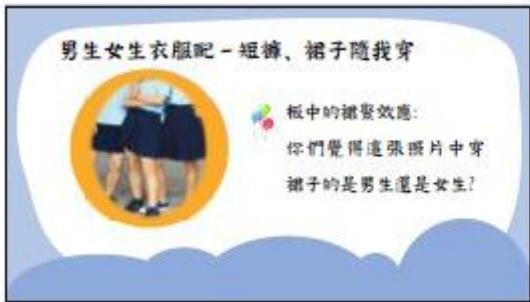 男生女生衣服配-短褲、裙子隨我穿
板中的裙聚效應:
你們覺得這張照片中穿
裙子的是男生還是女生?